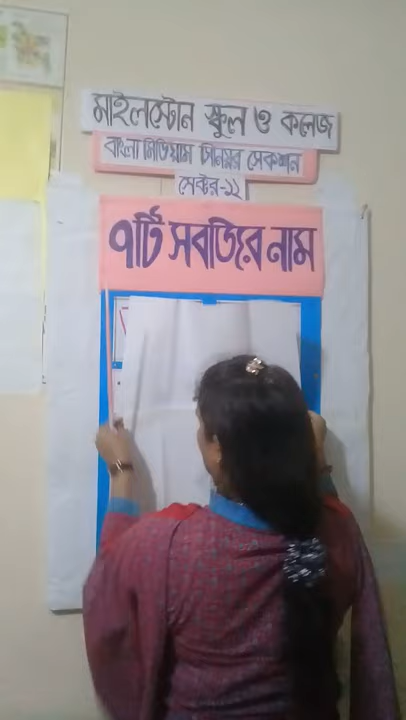 মাইলস্টোন স্কুল ও কলেজ
বাংলা মিডিয়াম জুনিয়র সেকশন
সেক্টর-১১
৭টি সবজির নাম